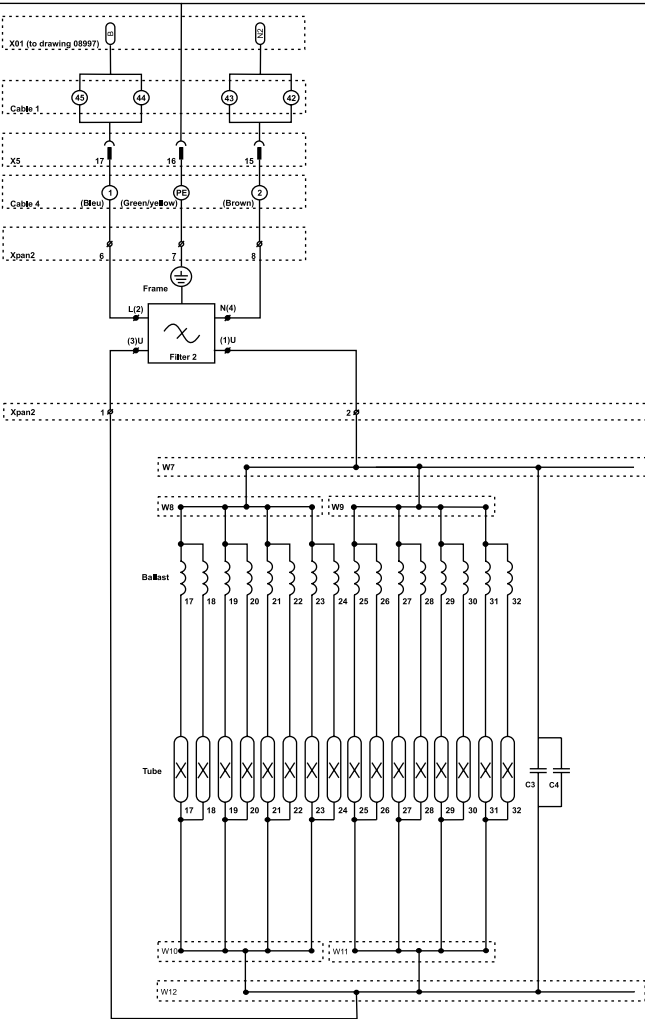 B N2
X01 (to drawing 08997)
45 44 43 42
Cable 1
X5 17 16 15
1 PE 2
Cable 4 (Bleu) (Green/yellow) (Brown)
Xpan2 6 7 8
Frame
L(2) N(4)
(3)U (1)U
Filter 2
Xpan2 1 2
W7
W8 W9
Ballast
17 18 19 20 21 22 23 24 25 26 27 28 29 30 31 32
Tube
C3 C4
17 18 19 20 21 22 23 24 25 26 27 28 29 30 31 32
W10 W11
W12